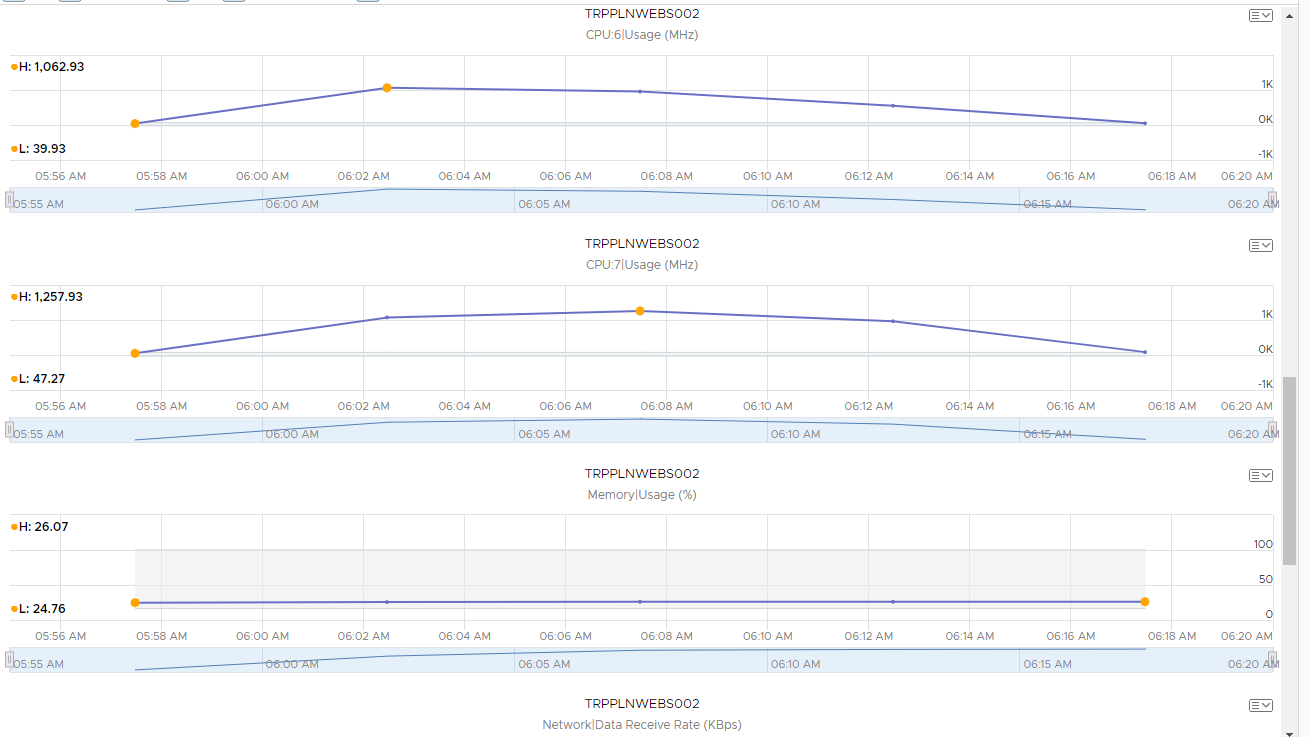 TRPPLNWEBS002
CPU:6|Usage (MHz)
H: 1,062.93
1K
0K
L: 39.93
-1K
05:56 AM 05:58 AM 06:00 AM 06:02 AM 06:04 AM 06:06 AM 06:08 AM 06:10 AM 06:12 AM 06:14 AM 06:16 AM 06:18 AM 06:20 AM
05:55 AM 06:00 AM 06:05 AM 06:10 AM 06:15 AM 06:20 AM
TRPPLNWEBS002
CPU:7|Usage (MHz)
H: 1,257.93
1K
0K
L: 47.27
-1K
05:56 AM 05:58 AM 06:00 AM 06:02 AM 06:04 AM 06:06 AM 06:08 AM 06:10 AM 06:12 AM 06:14 AM 06:16 AM 06:18 AM 06:20 AM
05:55 AM 06:00 AM 06:05 AM 06:10 AM 06:15 AM 06:20 AM
TRPPLNWEBS002
Memory|Usage (%)
H: 26.07
100
50
L: 24.76
0
05:56 AM 05:58 AM 06:00 AM 06:02 AM 06:04 AM 06:06 AM 06:08 AM 06:10 AM 06:12 AM 06:14 AM 06:16 AM 06:18 AM 06:20 AM
05:55 AM 06:00 AM 06:05 AM 06:10 AM 06:15 AM 06:20 AM
TRPPLNWEBS002
Network|Data Receive Rate (KBps)